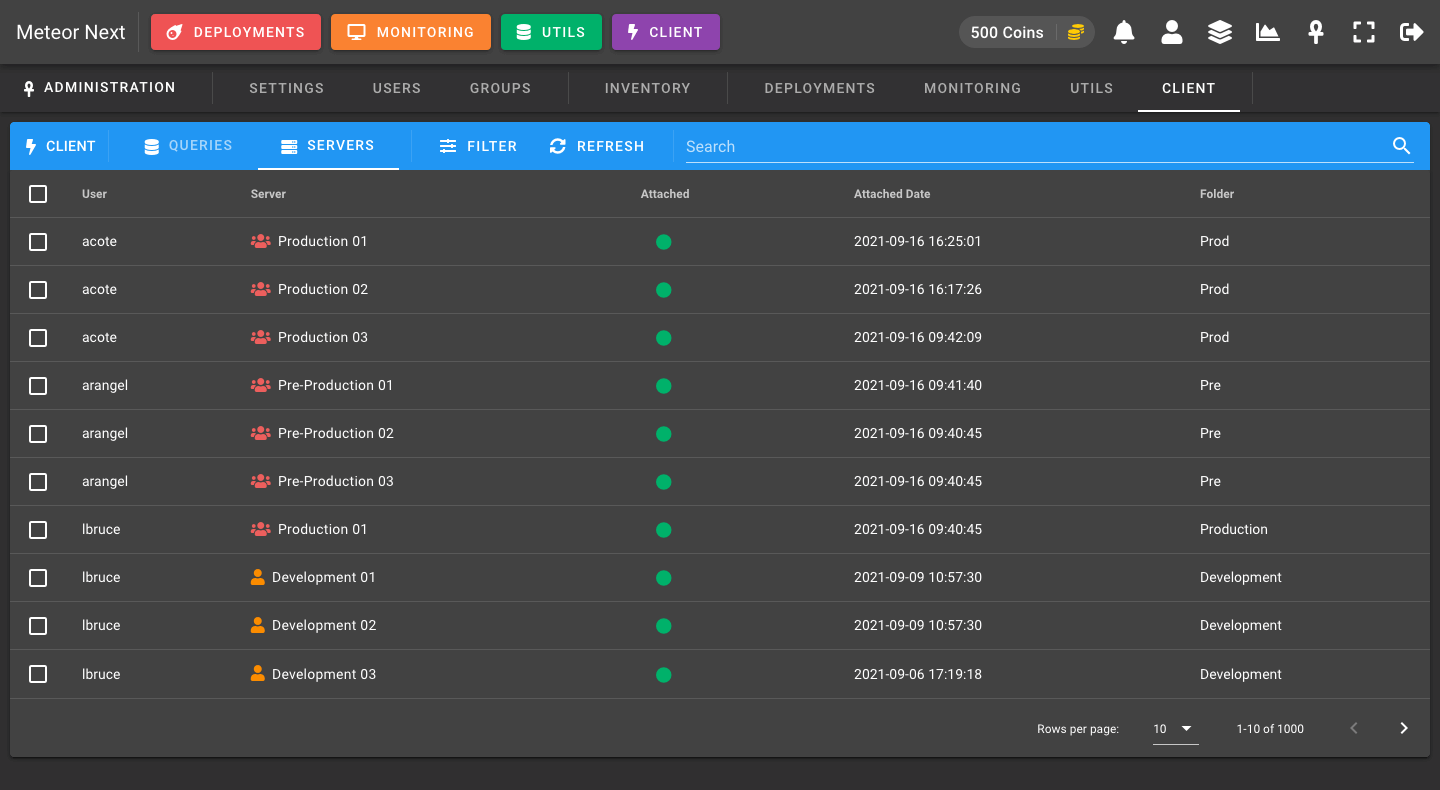 Meteor Next DEPLOYMENTS MONITORING UTILS CLIENT 500 Coins
ADMINISTRATION SETTINGS USERS GROUPS INVENTORY DEPLOYMENTS MONITORING UTILS CLIENT
CLIENT QUERIES SERVERS FILTER REFRESH Search
User Server Attached Attached Date Folder
acote Production 01 2021-09-16 16:25:01 Prod
acote Production 02 2021-09-16 16:17:26 Prod
acote Production 03 2021-09-16 09:42:09 Prod
arangel Pre-Production 01 2021-09-16 09:41:40 Pre
arangel Pre-Production 02 2021-09-16 09:40:45 Pre
arangel Pre-Production 03 2021-09-16 09:40:45 Pre
lbruce Production 01 2021-09-16 09:40:45 Production
lbruce Development 01 2021-09-09 10:57:30 Development
lbruce Development 02 2021-09-09 10:57:30 Development
lbruce Development 03 2021-09-06 17:19:18 Development
Rows per page: 10 1-10 of 1000